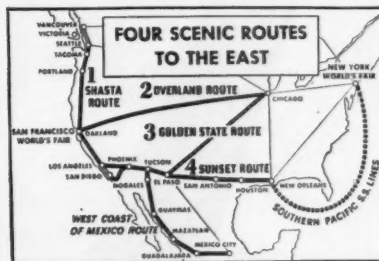 FOUR SCENIC ROUTES
TO THE EAST
VANCOUVER
VICTORIA
SEATTLE
TACOMA
PORTLAND
1
SHASTA
ROUTE
2 OVERLAND ROUTE
NEW YORK
WORLD'S FAIR
CHICAGO
SAN FRANCISCO
WORLD'S FAIR
OAKLAND
3 GOLDEN STATE ROUTE
LOS ANGELES
SAN DIEGO
PHOENIX
TUCSON
4 SUNSET ROUTE
NOGALES
EL PASO
SAN ANTONIO
HOUSTON
NEW ORLEANS
SOUTHERN PACIFIC S.S. LINES
WEST COAST
OF MEXICO ROUTE
GUAYMAS
MAZATLAN
GUADALAJARA
MEXICO CITY